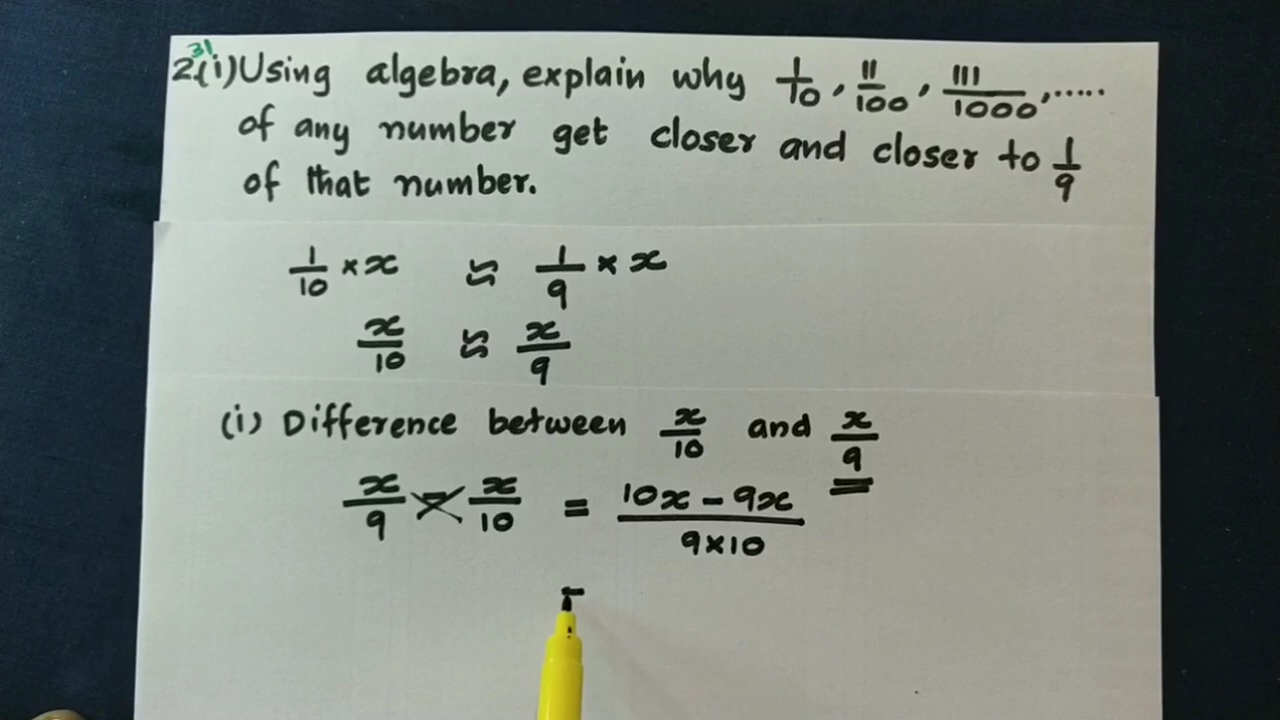 31
2(i) Using algebra, explain why 1/10, 11/100, 111/1000, .....
of any number get closer and closer to 1/9
of that number.
1/10 × x ≈ 1/9 × x
x/10 ≈ x/9
(i) Difference between x/10 and x/9
x/9 - x/10 = 10x - 9x / 9×10